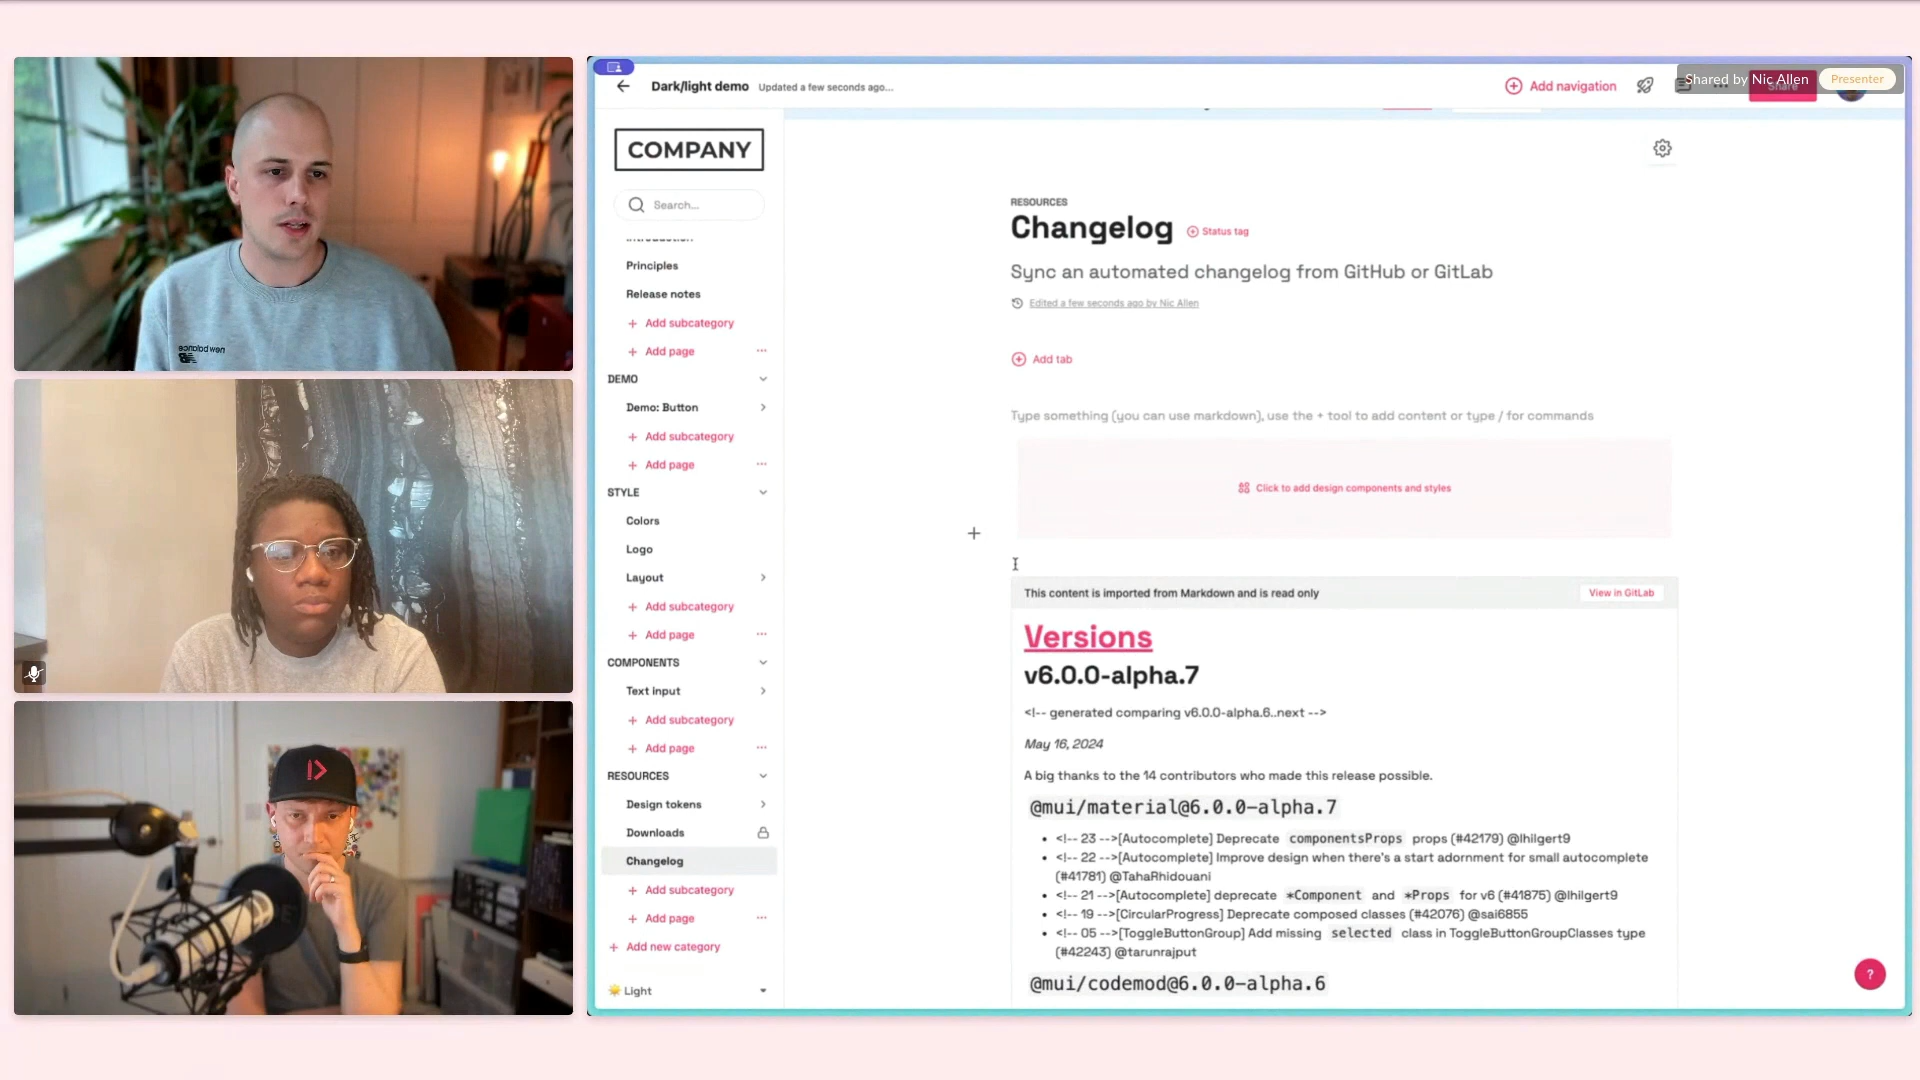 new balance
Dark/light demo
Updated a few seconds ago...
Add navigation
Shared by Nic Allen
Presenter
Share
COMPANY
Search...
Introduction
Principles
Release notes
+ Add subcategory
+ Add page
DEMO
Demo: Button
+ Add subcategory
+ Add page
STYLE
Colors
Logo
Layout
+ Add subcategory
+ Add page
COMPONENTS
Text input
+ Add subcategory
+ Add page
RESOURCES
Design tokens
Downloads
Changelog
+ Add subcategory
+ Add page
+ Add new category
Light
RESOURCES
Changelog
Status tag
Sync an automated changelog from GitHub or GitLab
Edited a few seconds ago by Nic Allen
Add tab
Type something (you can use markdown), use the + tool to add content or type / for commands
Click to add design components and styles
This content is imported from Markdown and is read only
View in GitLab
Versions
v6.0.0-alpha.7
<!-- generated comparing v6.0.0-alpha.6..next -->
May 16, 2024
A big thanks to the 14 contributors who made this release possible.
@mui/material@6.0.0-alpha.7
• <!-- 23 -->[Autocomplete] Deprecate componentsProps props (#42179) @lhilgert9
• <!-- 22 -->[Autocomplete] Improve design when there's a start adornment for small autocomplete
(#41781) @TahaRhidouani
• <!-- 21 -->[Autocomplete] deprecate *Component and *Props for v6 (#41875) @lhilgert9
• <!-- 19 -->[CircularProgress] Deprecate composed classes (#42076) @sai6855
• <!-- 05 -->[ToggleButtonGroup] Add missing selected class in ToggleButtonGroupClasses type
(#42243) @tarunrajput
@mui/codemod@6.0.0-alpha.6
?